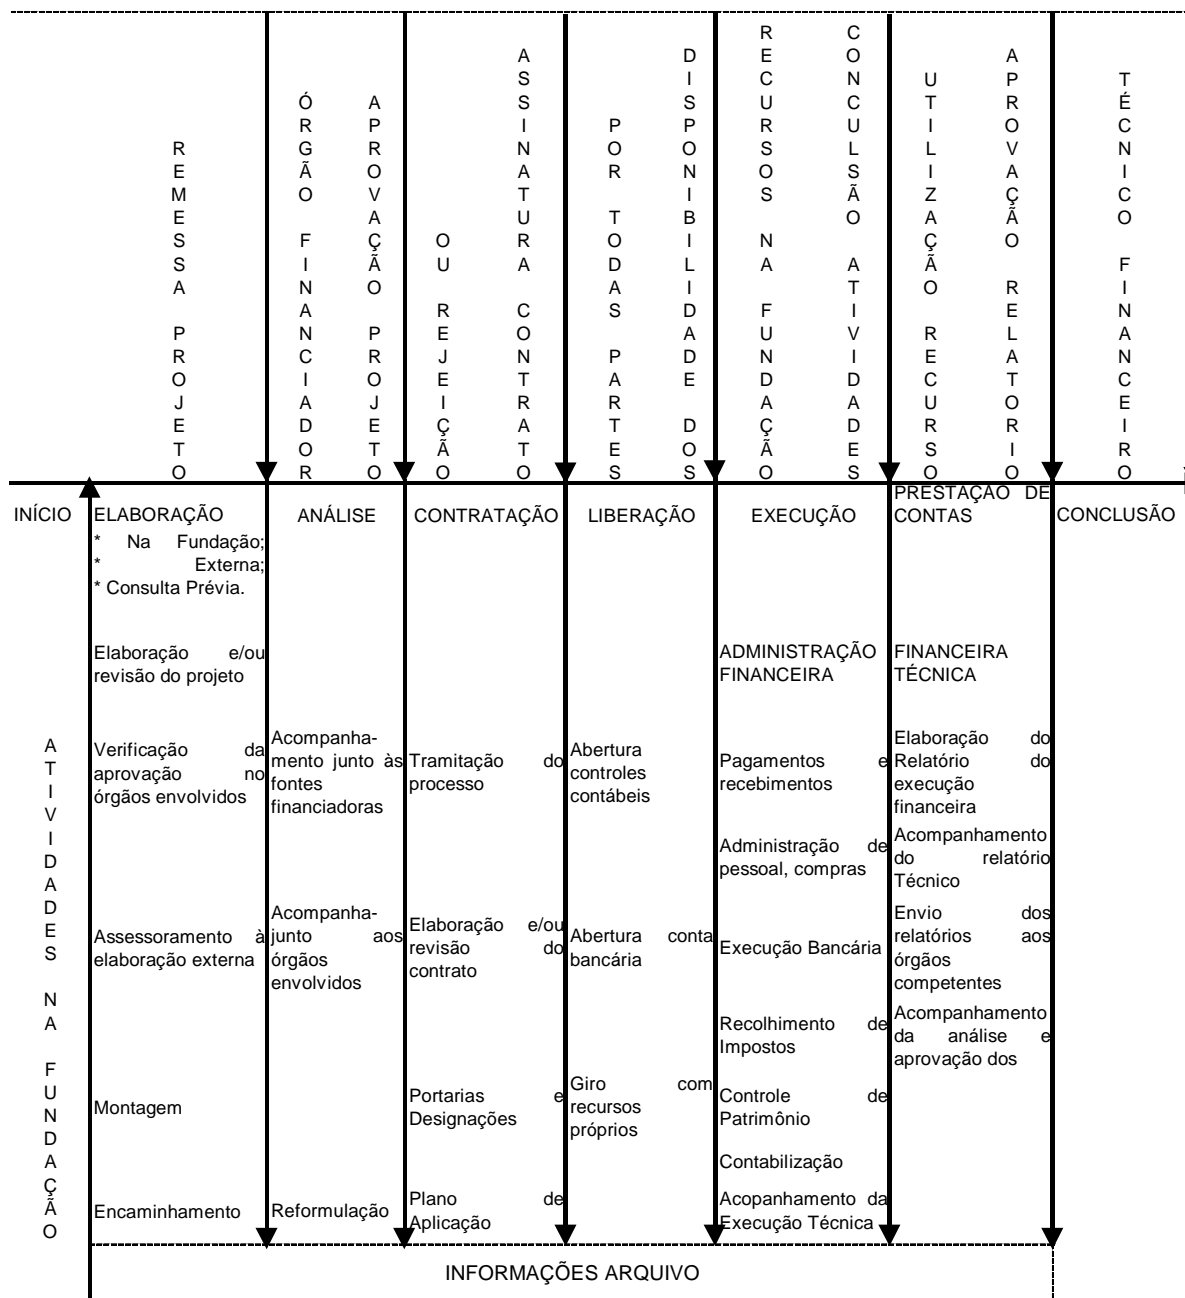 REMESSA PROJETO
ÓRGÃO FINANCIADOR
APROVAÇÃO PROJETO
OU REJEIÇÃO
ASSINATURA CONTRATO
POR TODAS PARTES
DISPONIBILIDADE DOS
RECURSOS NA FUNDAÇÃO
CONCULSÃO ATIVIDADES
UTILIZAÇÃO RECURSO
APROVAÇÃO RELATORIO
TÉCNICO FINANCEIRO
INÍCIO
ELABORAÇÃO
* Na Fundação;
* Externa;
* Consulta Prévia.
ANÁLISE
CONTRATAÇÃO
LIBERAÇÃO
EXECUÇÃO
PRESTAÇÃO DE
CONTAS
CONCLUSÃO
Elaboração e/ou
revisão do projeto
ADMINISTRAÇÃO
FINANCEIRA
FINANCEIRA
TÉCNICA
ATIVIDADES NA FUNDAÇÃO
Verificação da
aprovação no
órgãos envolvidos
Acompanha-
mento junto às
fontes
financiadoras
Tramitação do
processo
Abertura
controles
contábeis
Pagamentos e
recebimentos
Elaboração do
Relatório do
execução
financeira
Administração de
pessoal, compras
Acompanhamento
do relatório
Técnico
Assessoramento à
elaboração externa
Acompanha-
junto aos
órgãos
envolvidos
Elaboração e/ou
revisão do
contrato
Abertura conta
bancária
Execução Bancária
Envio dos
relatórios aos
órgãos
competentes
Recolhimento de
Impostos
Acompanhamento
da análise e
aprovação dos
Montagem
Portarias e
Designações
Giro com
recursos
próprios
Controle de
Patrimônio
Contabilização
Encaminhamento
Reformulação
Plano de
Aplicação
Acopanhamento da
Execução Técnica
INFORMAÇÕES ARQUIVO